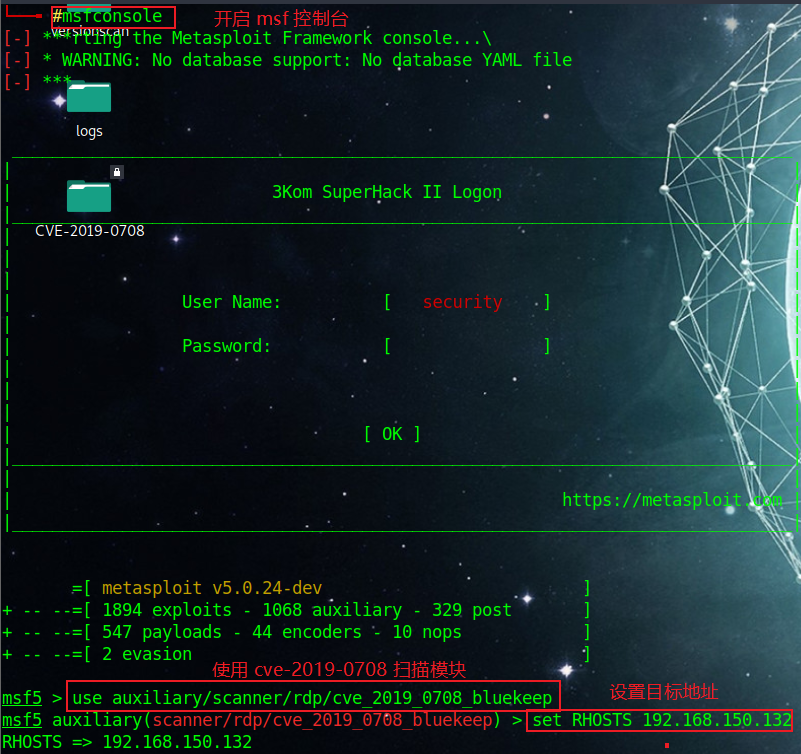 #msfconsole 开启 msf 控制台
versionscan
[-] ***rting the Metasploit Framework console...\
[-] * WARNING: No database support: No database YAML file
[-] ***
logs
3Kom SuperHack II Logon
CVE-2019-0708
User Name: [ security ]
Password: [ ]
[ OK ]
https://metasploit.com
=[ metasploit v5.0.24-dev ]
+ -- --=[ 1894 exploits - 1068 auxiliary - 329 post ]
+ -- --=[ 547 payloads - 44 encoders - 10 nops ]
+ -- --=[ 2 evasion ]
使用 cve-2019-0708 扫描模块
设置目标地址
msf5 > use auxiliary/scanner/rdp/cve_2019_0708_bluekeep
msf5 auxiliary(scanner/rdp/cve_2019_0708_bluekeep) > set RHOSTS 192.168.150.132
RHOSTS => 192.168.150.132